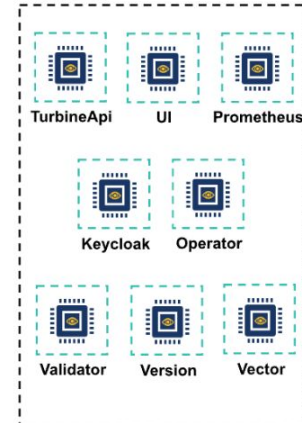 TurbineApi UI Prometheus
Keycloak Operator
Validator Version Vector